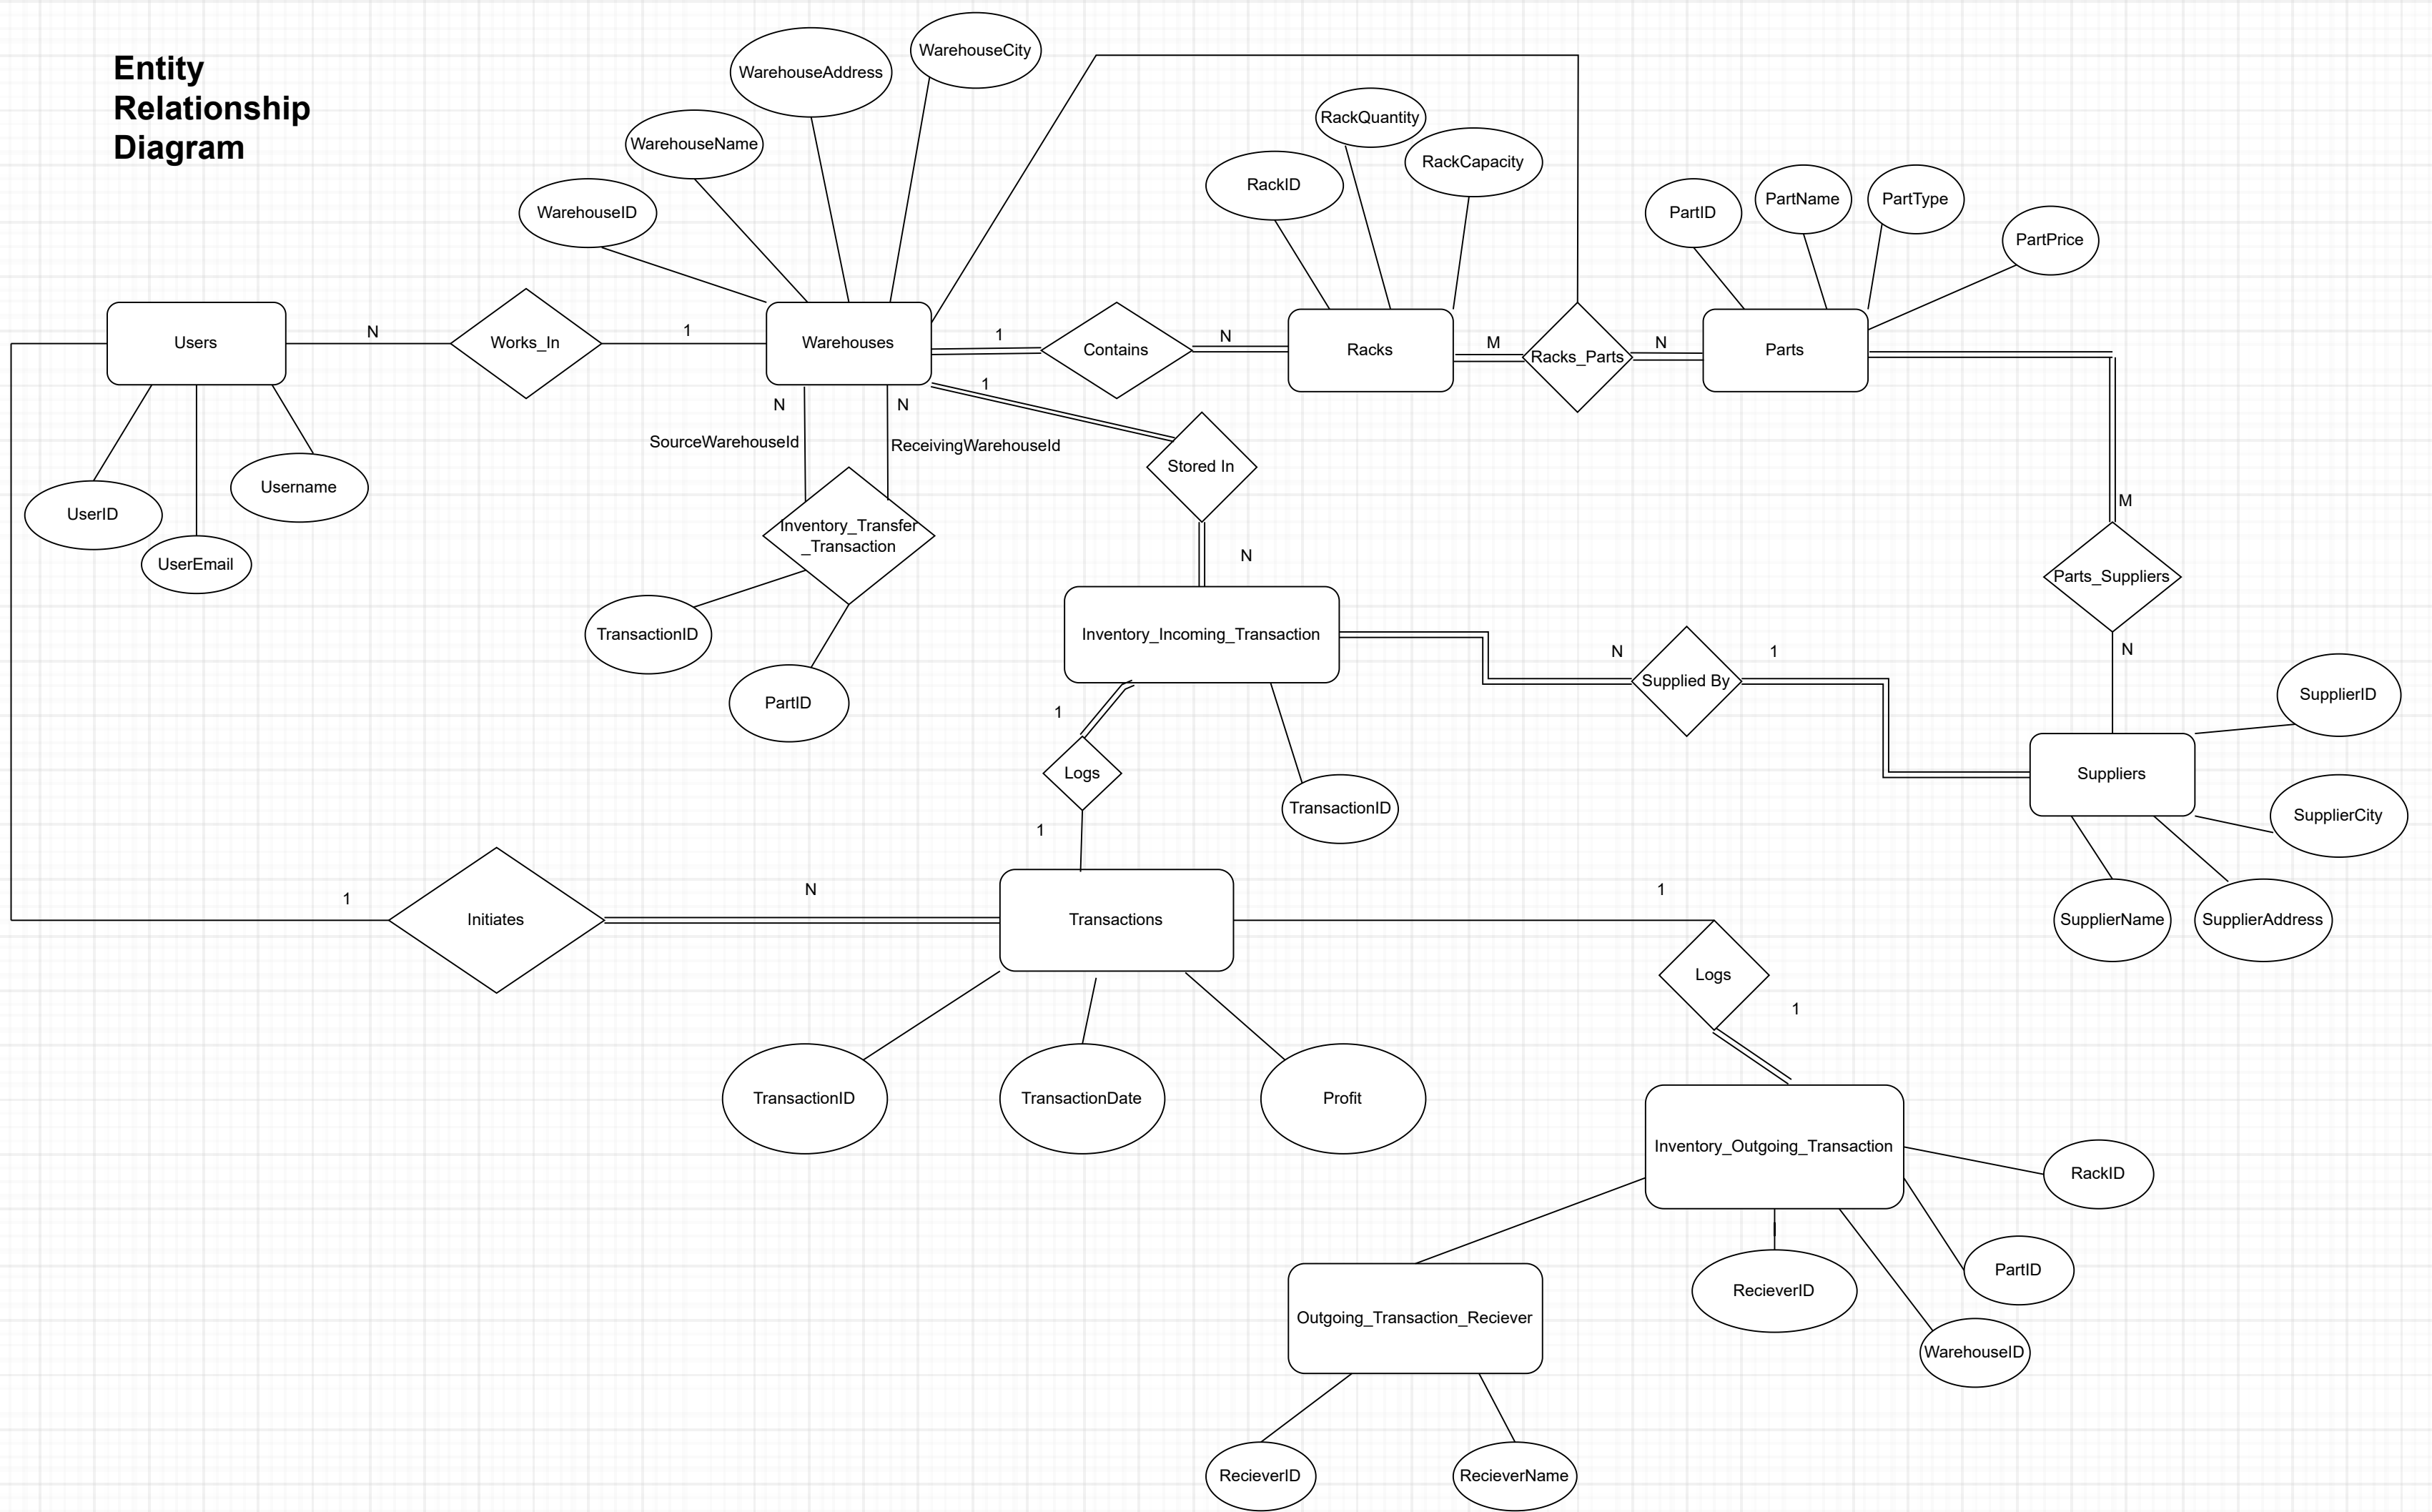 Entity
Relationship
Diagram
WarehouseCity
WarehouseAddress
WarehouseName
WarehouseID
RackQuantity
RackCapacity
RackID
PartID
PartName
PartType
PartPrice
Users
N
Works_In
1
Warehouses
1
Contains
N
Racks
M
Racks_Parts
N
Parts
N
N
1
SourceWarehouseId
ReceivingWarehouseId
Stored In
Username
UserID
UserEmail
Inventory_Transfer
_Transaction
N
M
Parts_Suppliers
N
TransactionID
PartID
Inventory_Incoming_Transaction
N
Supplied By
1
SupplierID
1
Logs
TransactionID
Suppliers
SupplierCity
1
SupplierName
SupplierAddress
1
Initiates
N
Transactions
1
Logs
1
TransactionID
TransactionDate
Profit
Inventory_Outgoing_Transaction
RackID
PartID
RecieverID
WarehouseID
Outgoing_Transaction_Reciever
RecieverID
RecieverName